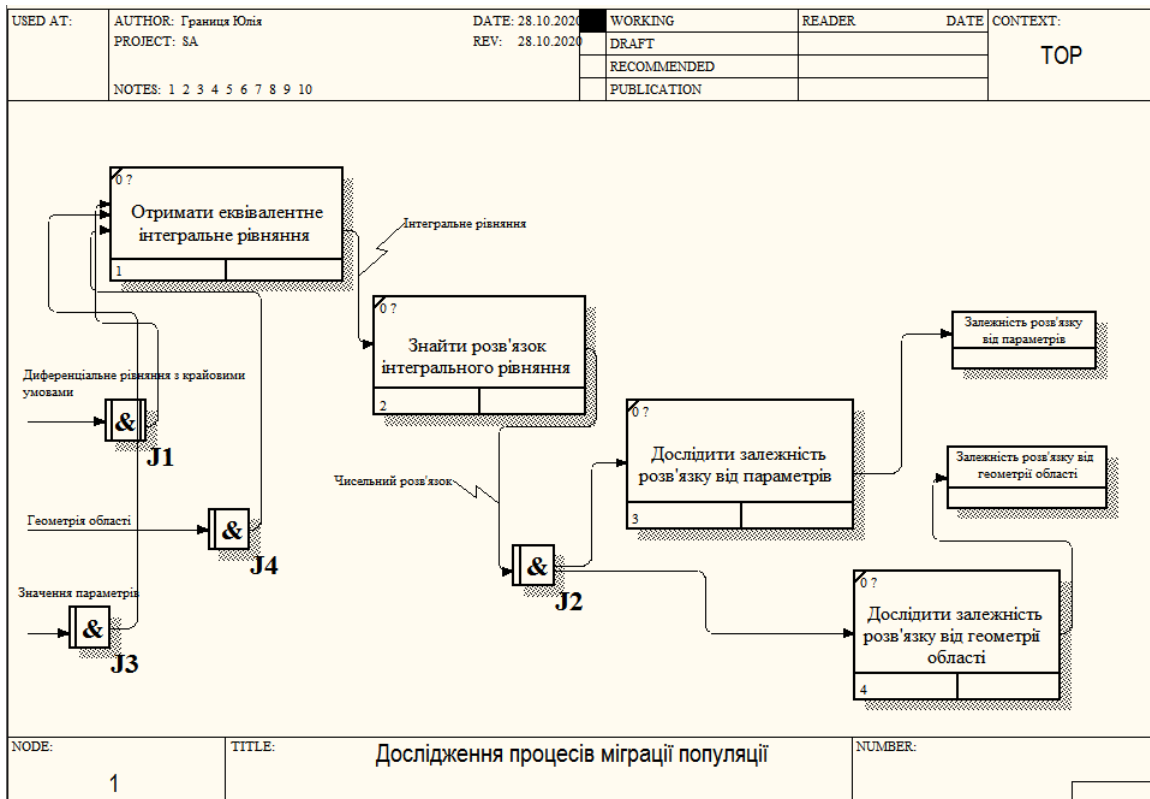 USED AT:
AUTHOR: Границя Юлія
DATE: 28.10.2020
WORKING
READER
DATE
CONTEXT:
PROJECT: SA
REV: 28.10.2020
DRAFT
TOP
RECOMMENDED
NOTES: 1 2 3 4 5 6 7 8 9 10
PUBLICATION
0 ?
Отримати еквівалентне
інтегральне рівняння
1
Інтегральне рівняння
0 ?
Знайти розв'язок
інтегрального рівняння
2
Залежність розв'язку
від параметрів
Диференціальне рівняння з крайовими
умовами
&
J1
0 ?
Дослідити залежність
розв'язку від параметрів
3
Залежність розв'язку від
геометрії області
Чисельний розв'язок
Геометрія області
&
J4
&
J2
0 ?
Дослідити залежність
розв'язку від геометрії
області
4
Значення параметрів
&
J3
NODE:
1
TITLE:
Дослідження процесів міграції популяції
NUMBER: